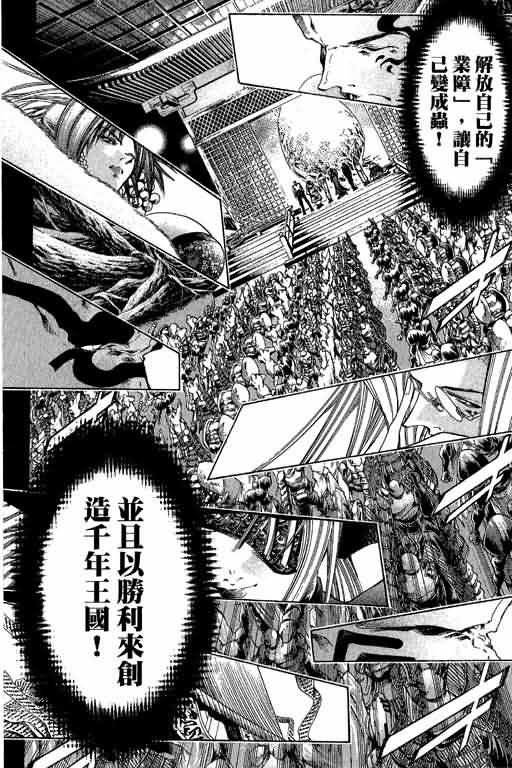 解放自己的「
業障」，讓自
己變成蟲！
並且以勝利來創
造千年王國！